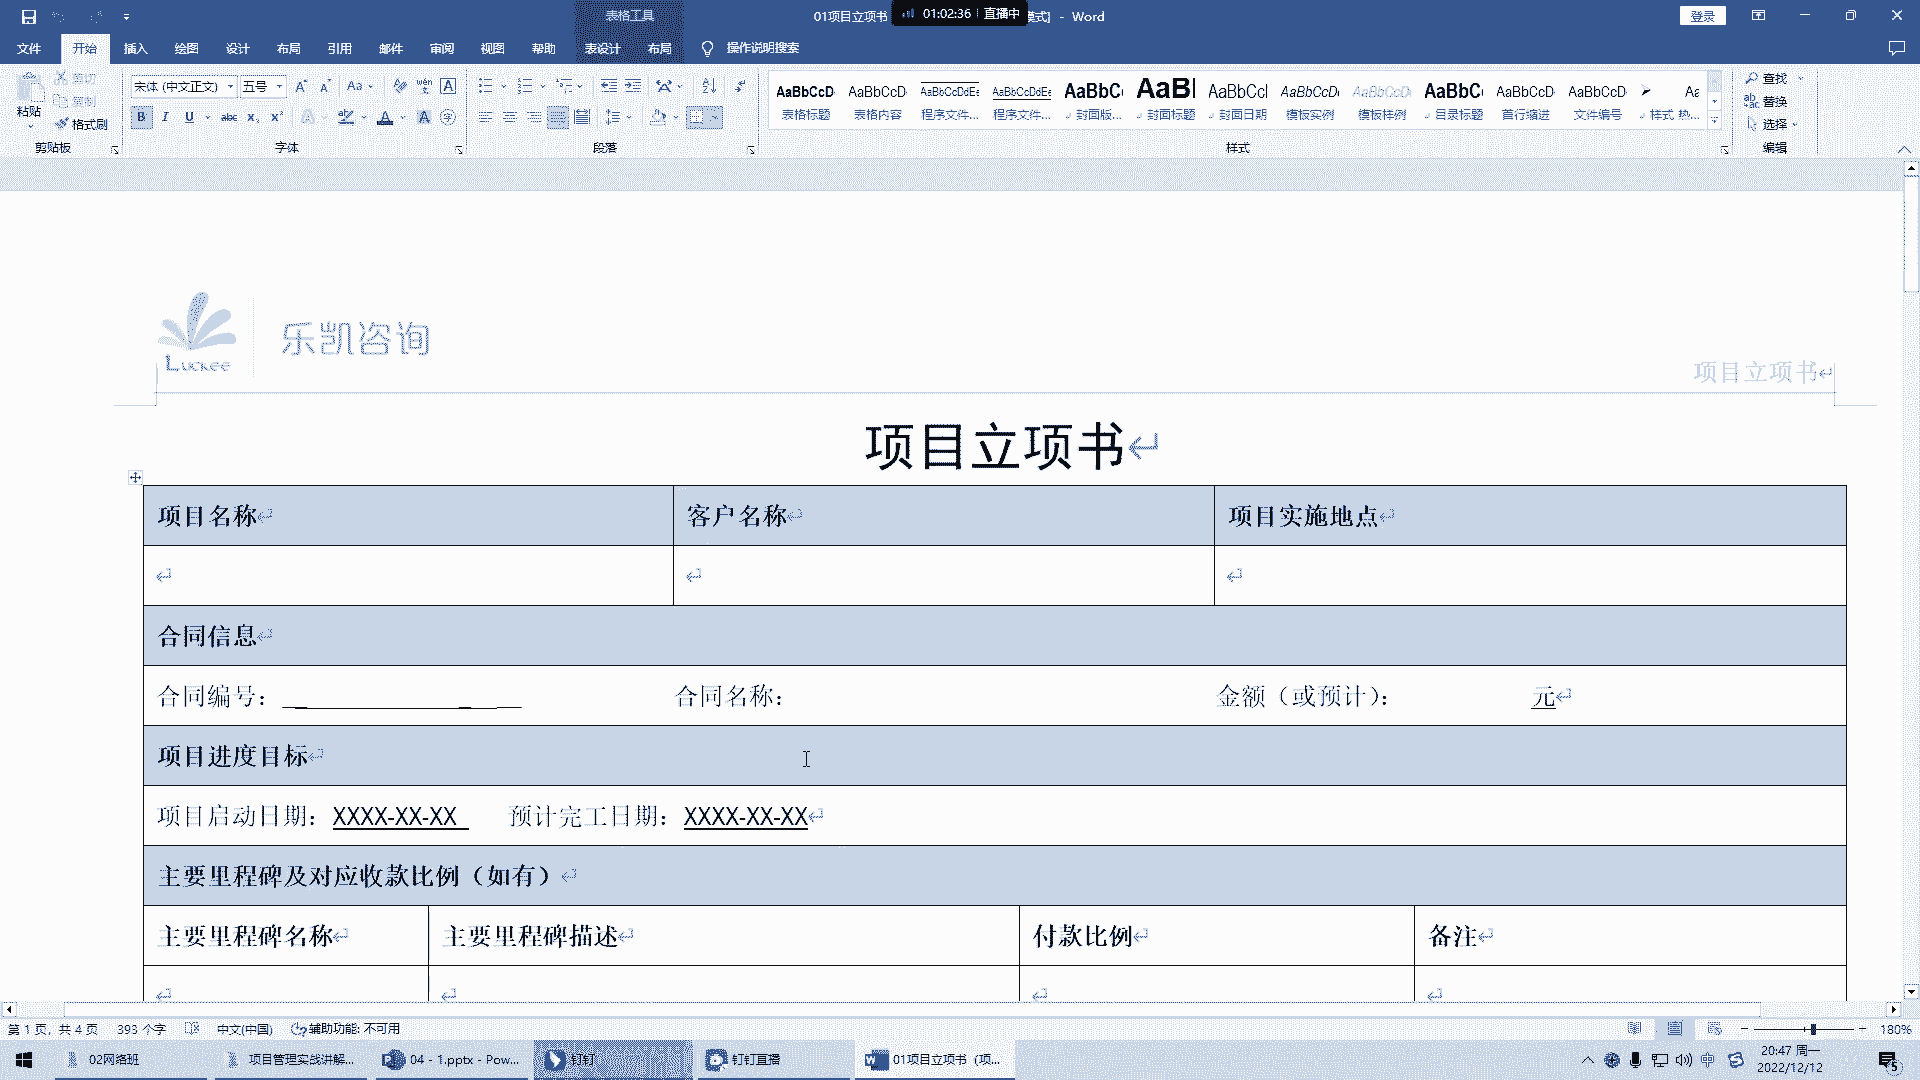 表格工具
01项目立项书
01:02:36 直播中
模式] - Word
登录
文件 开始 插入 绘图 设计 布局 引用 邮件 审阅 视图 帮助 表设计 布局 操作说明搜索
粘贴
剪切
复制
格式刷
剪贴板
宋体 (中文正文) 五号
字体
段落
AaBbCcD AaBbCcD AaBbCcDdEe AaBbCcDdEe AaBbC AaBl AaBbCcl AaBbCcD AaBbCcD AaBbC AaBbCcD AaBbCcD Aa
表格标题 表格内容 程序文件... 程序文件... 封面版... 封面标题 封面日期 模板实例 模板样例 目录标题 首行缩进 文件编号 样式 热...
样式
查找
替换
选择
编辑
Luckee
乐凯咨询
项目立项书
项目立项书
项目名称 客户名称 项目实施地点
合同信息
合同编号： 合同名称： 金额（或预计）： 元
项目进度目标
项目启动日期：XXXX-XX-XX 预计完工日期：XXXX-XX-XX
主要里程碑及对应收款比例（如有）
主要里程碑名称 主要里程碑描述 付款比例 备注
第 1 页，共 4 页 393 个字 中文(中国) 辅助功能: 不可用 180%
02网络班 项目管理实战讲解... 04 - 1.pptx - Pow... 钉钉 钉钉直播 01项目立项书（项...
中
20:47 周一
2022/12/12
5